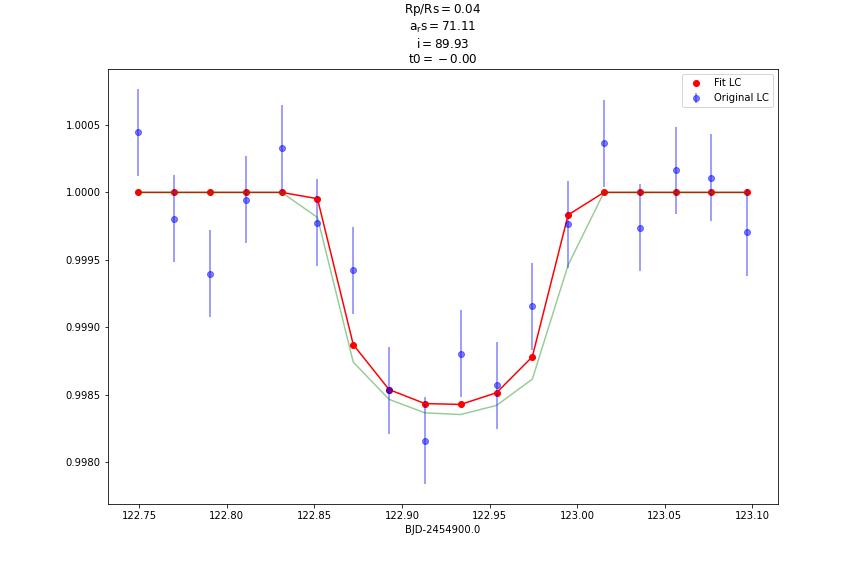 Rp/Rs = 0.04
aᵣs = 71.11
i = 89.93
t0 = −0.00
Fit LC
Original LC
1.0005
1.0000
0.9995
0.9990
0.9985
0.9980
122.75 122.80 122.85 122.90 122.95 123.00 123.05 123.10
BJD-2454900.0